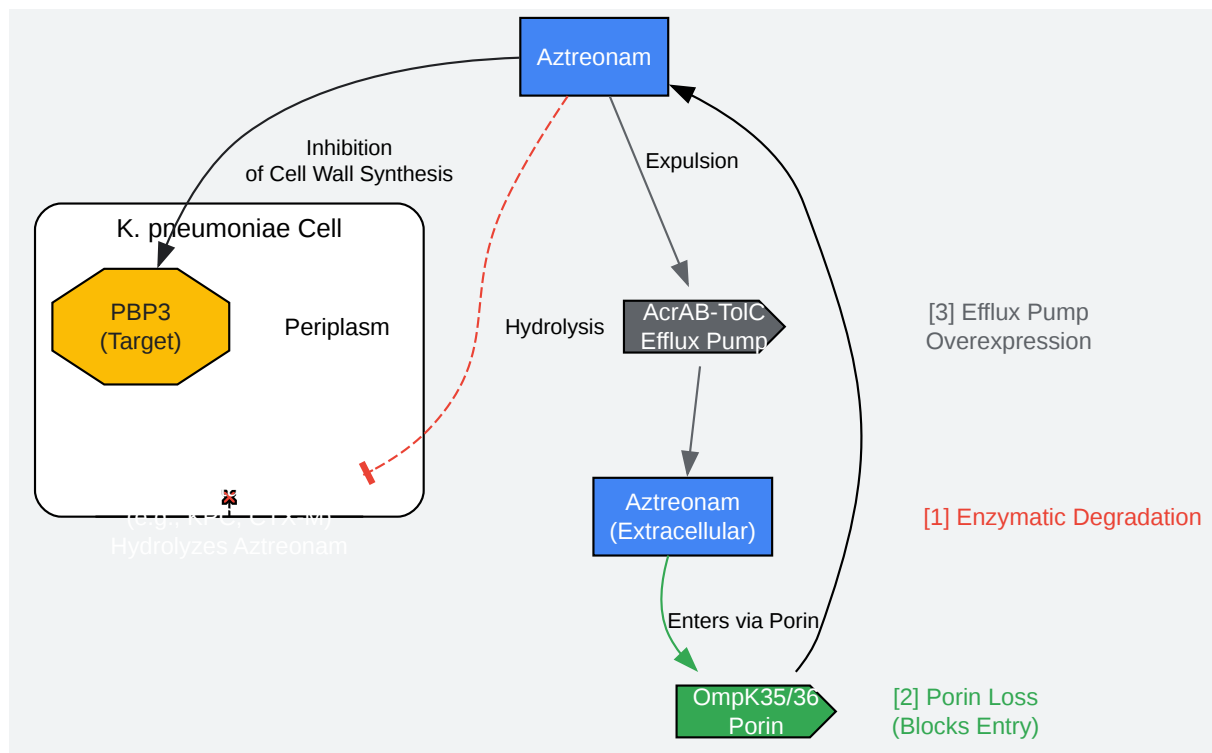 Aztreonam
Inhibition
of Cell Wall Synthesis
Expulsion
K. pneumoniae Cell
PBP3
(Target)
Periplasm
Hydrolysis
AcrAB-TolC
Efflux Pump
[3] Efflux Pump
Overexpression
Aztreonam
(Extracellular)
[1] Enzymatic Degradation
(e.g., KPC, CTX-M)
Hydrolyzes Aztreonam
Enters via Porin
OmpK35/36
Porin
[2] Porin Loss
(Blocks Entry)